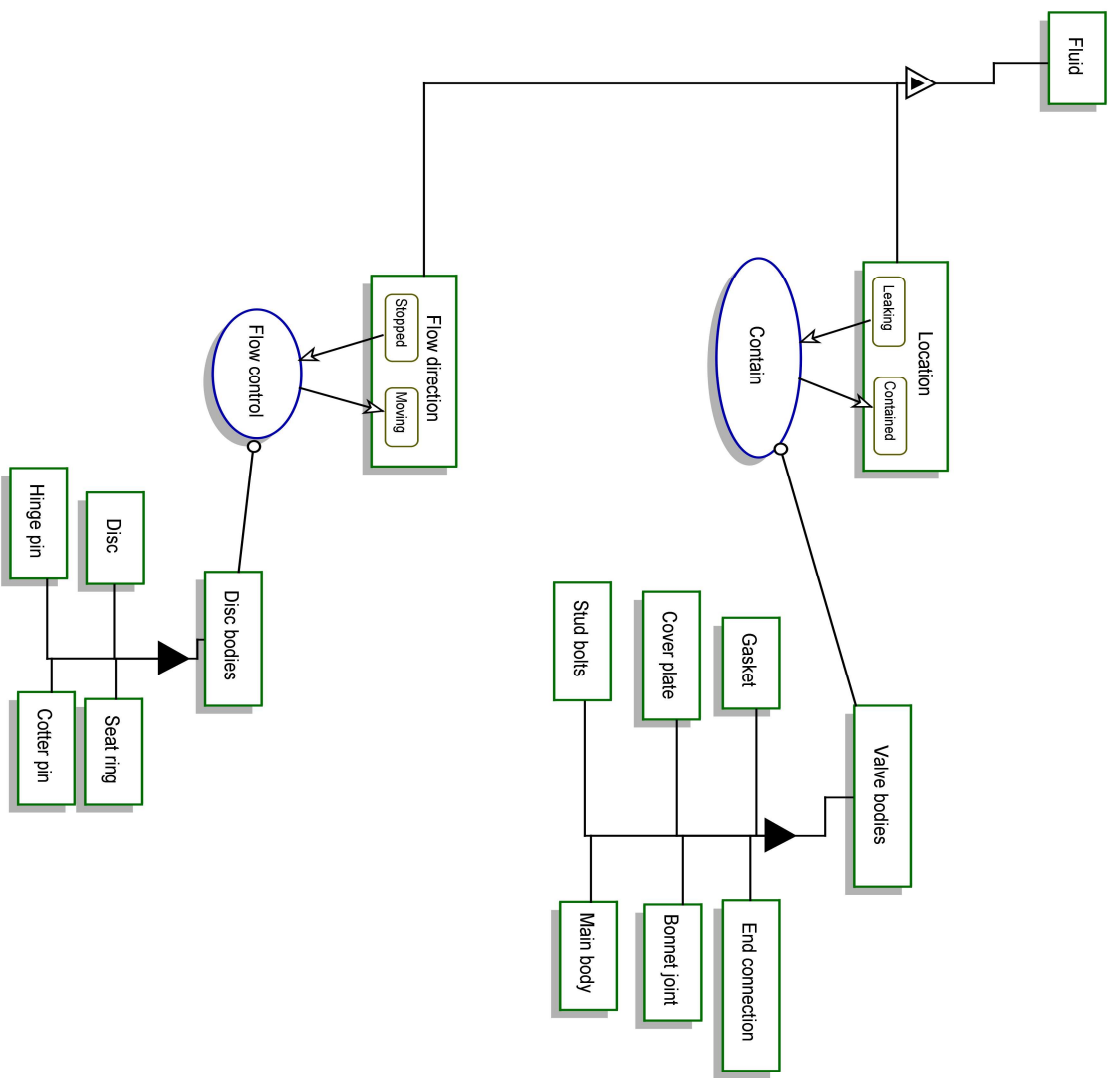 Fluid
Location
Leaking
Contained
Contain
Valve bodies
Gasket
End connection
Cover plate
Bonnet joint
Stud bolts
Main body
Flow direction
Stopped
Moving
Flow control
Disc bodies
Disc
Seat ring
Hinge pin
Cotter pin